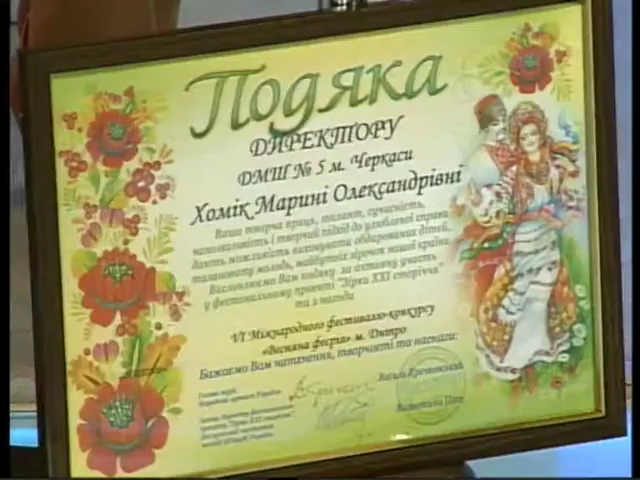 Подяка
ДИРЕКТОРУ
ДМШ № 5 м. Черкаси
Хомік Марині Олександрівні
Ваша творча праця, талант, сучасність,
наполегливість і творчий підхід до улюбленої справи
дають можливість виховувати обдарованих дітей,
талановиту молодь, майбутніх зірочок нашої країни
Висловлюємо Вам подяку за активну участь
у фестивальному проекті "Зірки ХХІ сторіччя"
та з нагоди
VI Міжнародного фестивалю-конкурсу
«Весняна феєрія» м. Дніпро
Бажаємо Вам натхнення, творчості та наснаги: